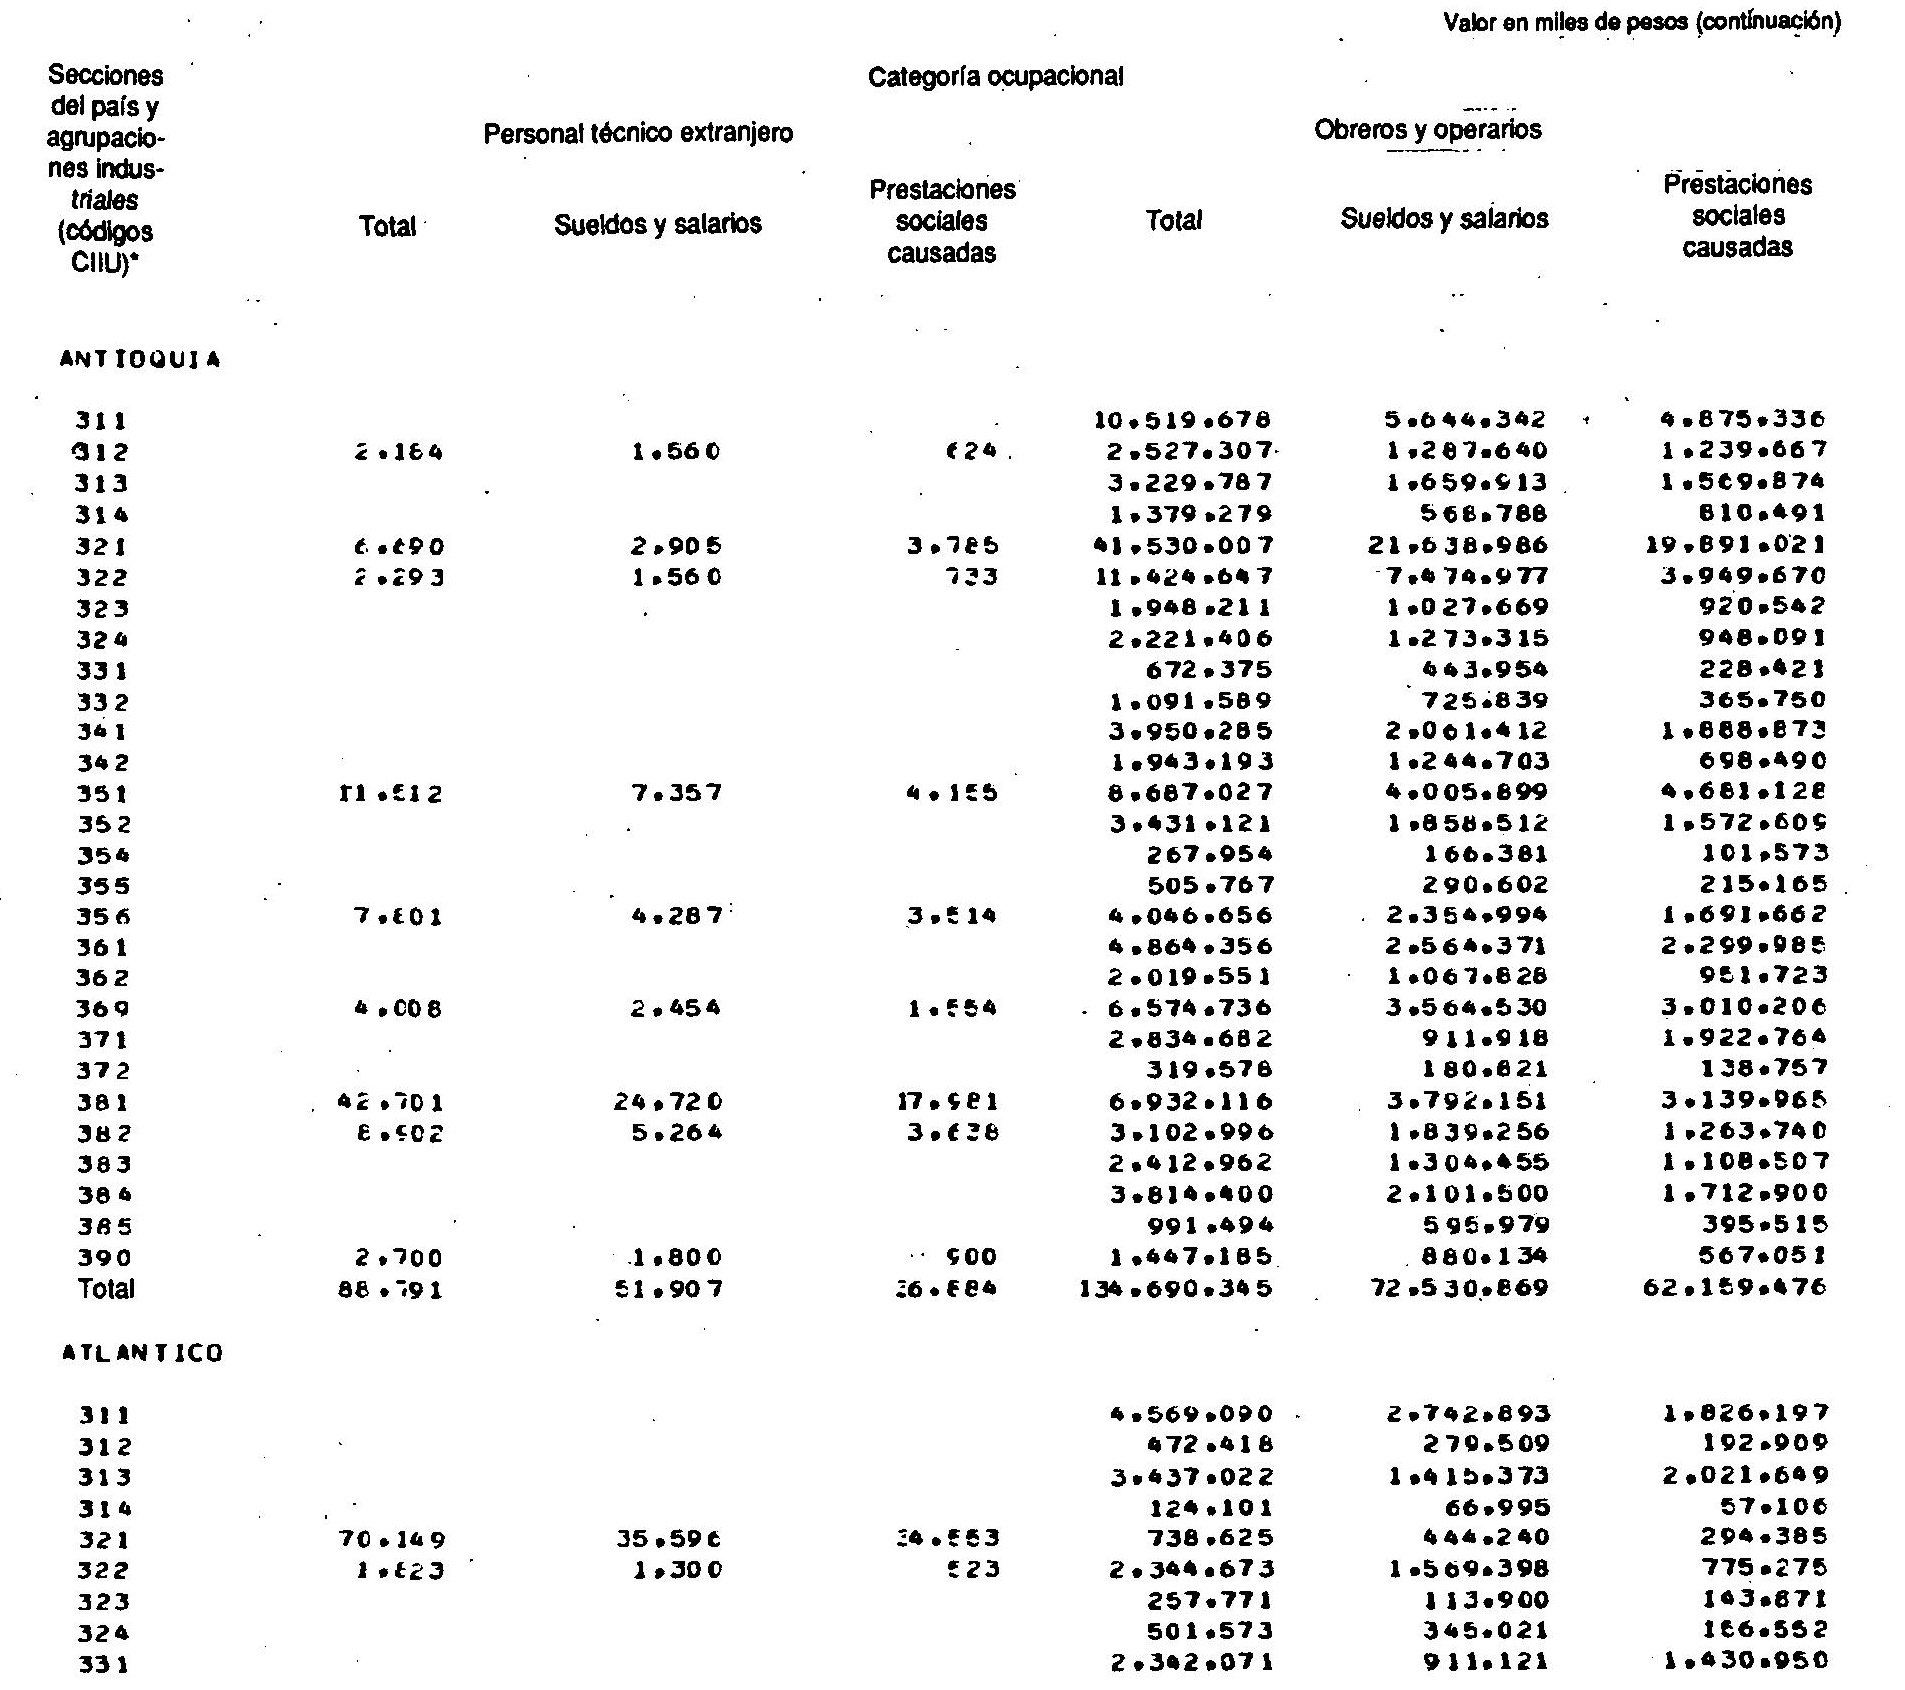 Valor en miles de pesos (contínuación)
Secciones
del país y
agrupacio-
nes indus-
triales
(códigos
CIIU)*
Categoría ocupacional
Personal técnico extranjero
Obreros y operarios
Total
Sueldos y salarios
Prestaciones
sociales
causadas
Total
Sueldos y salarios
Prestaciones
sociales
causadas
ANTIOQUIA
311 10.519.678 5.644.342 4.875.336
312 2.184 1.560 624 2.527.307 1.287.640 1.239.667
313 3.229.787 1.659.913 1.569.874
314 1.379.279 568.788 810.491
321 6.690 2.905 3.785 41.530.007 21.638.986 19.891.021
322 2.293 1.560 733 11.424.647 7.474.977 3.949.670
323 1.948.211 1.027.669 920.542
324 2.221.406 1.273.315 948.091
331 672.375 443.954 228.421
332 1.091.589 725.839 365.750
341 3.950.285 2.061.412 1.888.873
342 1.943.193 1.244.703 698.490
351 11.512 7.357 4.155 8.687.027 4.005.899 4.681.128
352 3.431.121 1.858.512 1.572.609
354 267.954 166.381 101.573
355 505.767 290.602 215.165
356 7.801 4.287 3.514 4.046.656 2.354.994 1.691.662
361 4.864.356 2.564.371 2.299.985
362 2.019.551 1.067.828 951.723
369 4.008 2.454 1.554 6.574.736 3.564.530 3.010.206
371 2.834.682 911.918 1.922.764
372 319.578 180.821 138.757
381 42.701 24.720 17.981 6.932.116 3.792.151 3.139.965
382 8.902 5.264 3.638 3.102.996 1.839.256 1.263.740
383 2.412.962 1.304.455 1.108.507
384 3.814.400 2.101.500 1.712.900
385 991.494 595.979 395.515
390 2.700 1.800 900 1.447.185 880.134 567.051
Total 88.791 51.907 36.884 134.690.345 72.530.869 62.159.476
ATLANTICO
311 4.569.090 2.742.893 1.826.197
312 472.418 279.509 192.909
313 3.437.022 1.415.373 2.021.649
314 124.101 66.995 57.106
321 70.149 35.596 34.553 738.625 444.240 294.385
322 1.823 1.300 523 2.344.673 1.569.398 775.275
323 257.771 113.900 143.871
324 501.573 345.021 156.552
331 2.342.071 911.121 1.430.950